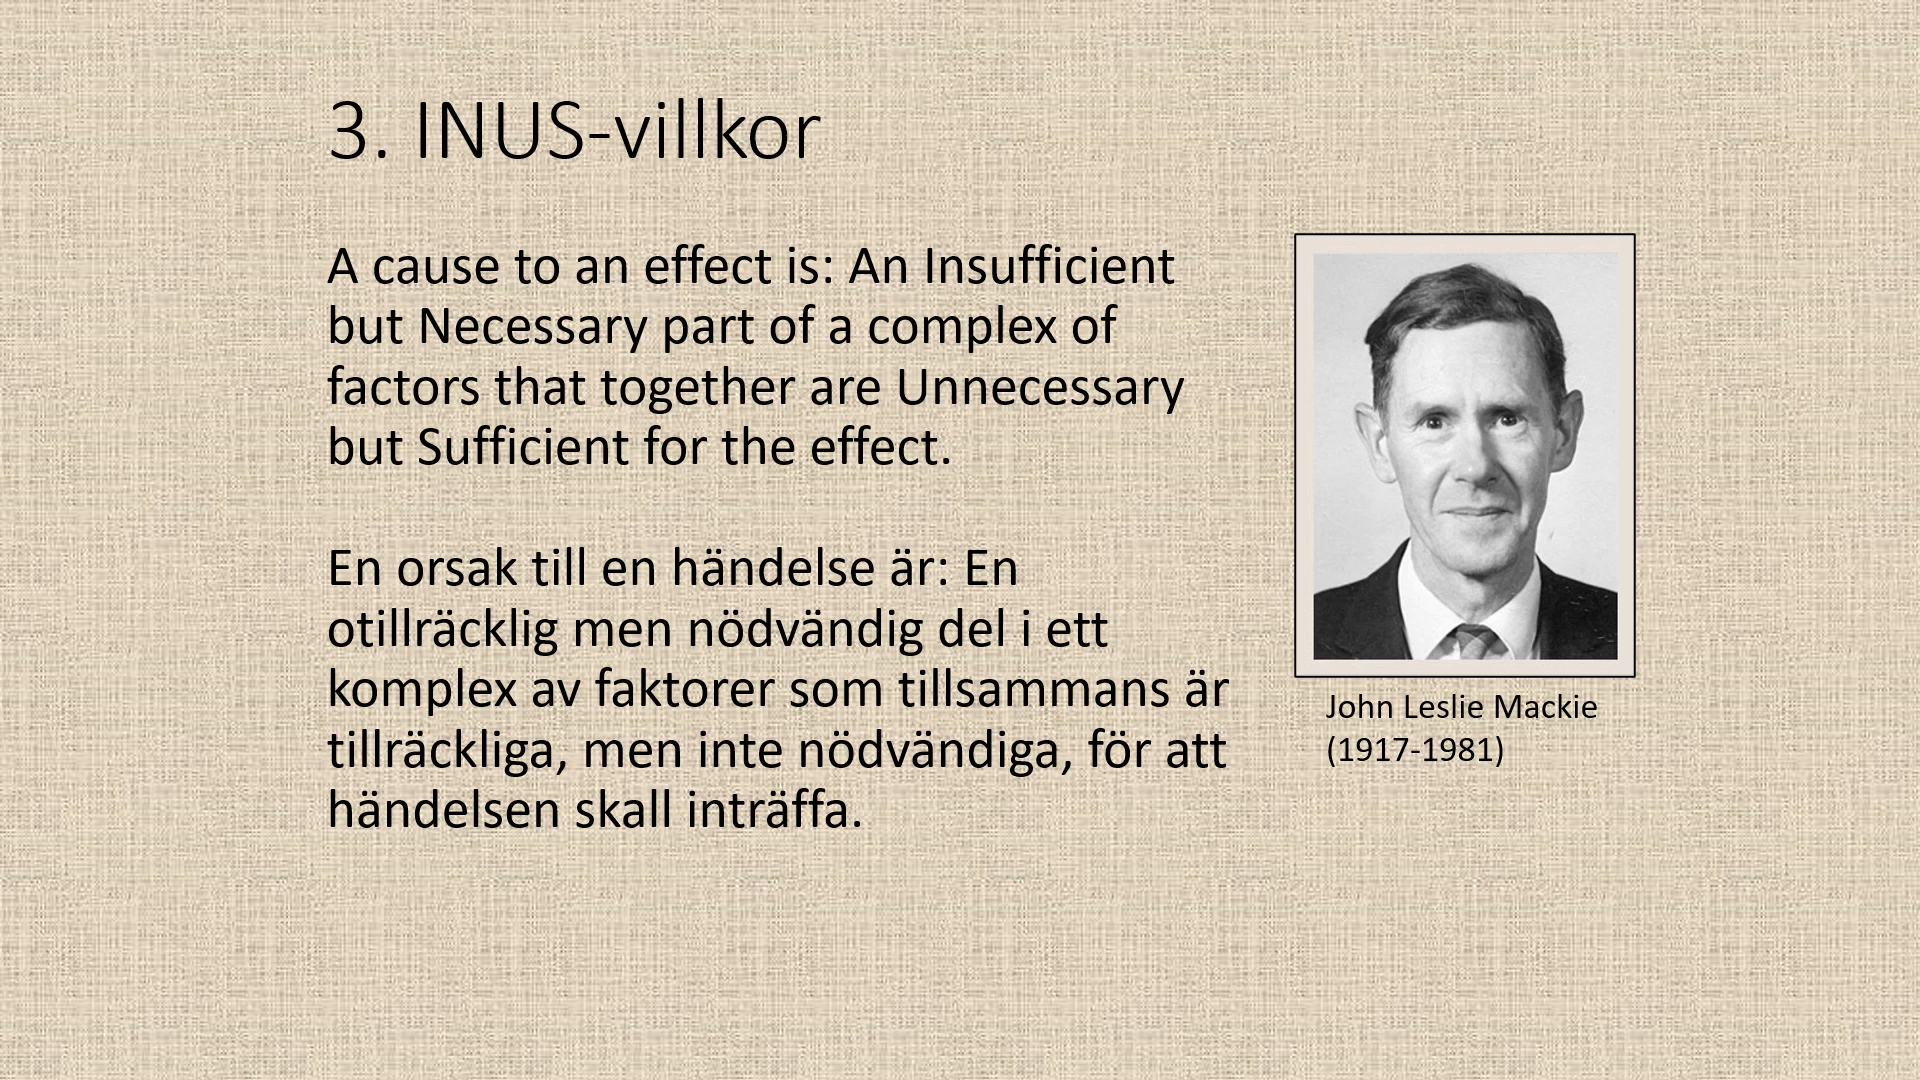 3. INUS-villkor
A cause to an effect is: An Insufficient
but Necessary part of a complex of
factors that together are Unnecessary
but Sufficient for the effect.
En orsak till en händelse är: En
otillräcklig men nödvändig del i ett
komplex av faktorer som tillsammans är
tillräckliga, men inte nödvändiga, för att
händelsen skall inträffa.
John Leslie Mackie
(1917-1981)